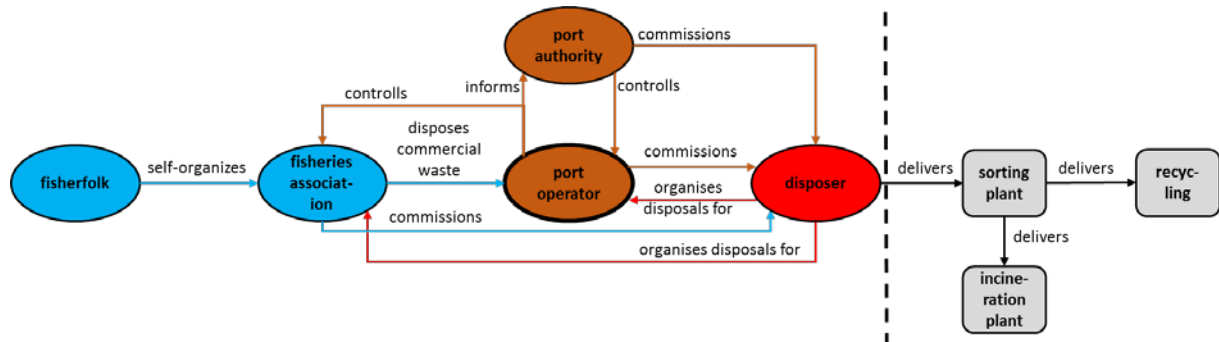 port
authority
commissions
informs
controlls
controlls
disposes
commercial
waste
fisherfolk
self-organizes
fisheries
associat-
ion
port
operator
commissions
organises
disposals for
disposer
delivers
sorting
plant
delivers
recyc-
ling
commissions
organises disposals for
delivers
incine-
ration
plant